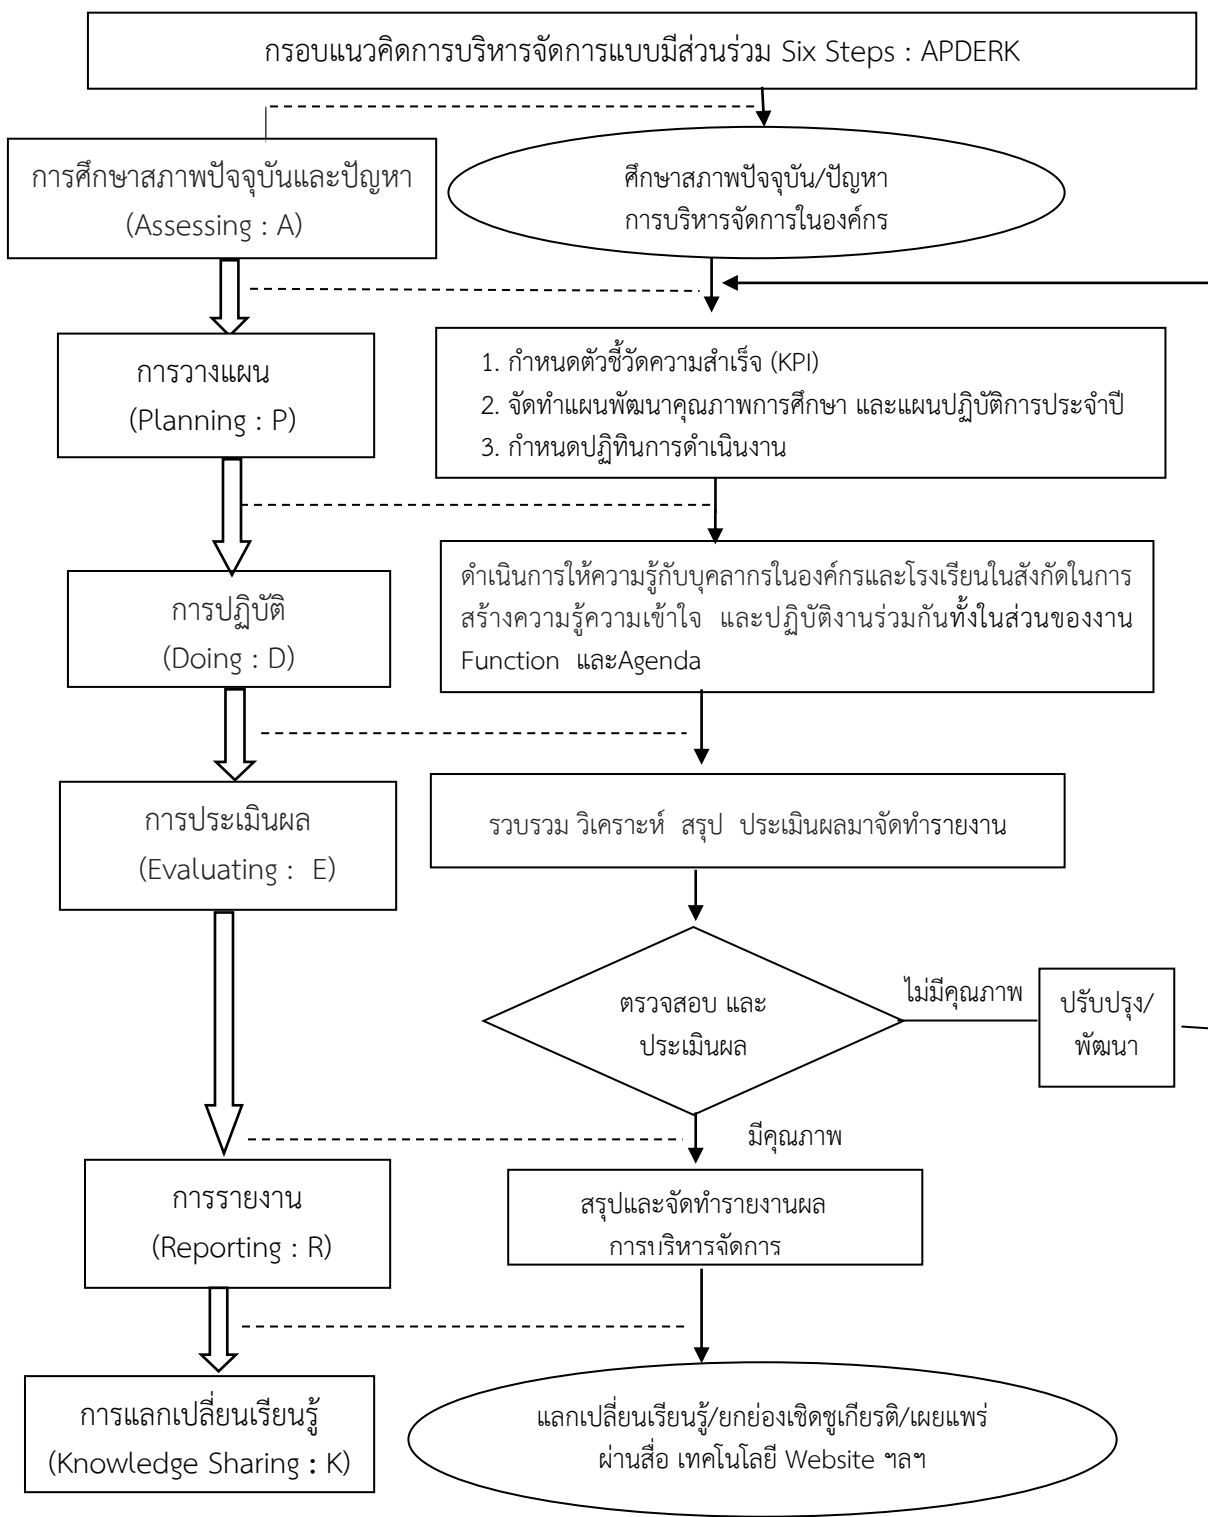 กรอบแนวคิดการบริหารจัดการแบบมีส่วนร่วม Six Steps : APDERK
การศึกษาสภาพปัจจุบันและปัญหา
(Assessing : A)
ศึกษาสภาพปัจจุบัน/ปัญหา
การบริหารจัดการในองค์กร
การวางแผน
(Planning : P)
1. กำหนดตัวชี้วัดความสำเร็จ (KPI)
2. จัดทำแผนพัฒนาคุณภาพการศึกษา และแผนปฏิบัติการประจำปี
3. กำหนดปฏิทินการดำเนินงาน
การปฏิบัติ
(Doing : D)
ดำเนินการให้ความรู้กับบุคลากรในองค์กรและโรงเรียนในสังกัดในการ
สร้างความรู้ความเข้าใจ และปฏิบัติงานร่วมกันทั้งในส่วนของงาน
Function และAgenda
การประเมินผล
(Evaluating : E)
รวบรวม วิเคราะห์ สรุป ประเมินผลมาจัดทำรายงาน
ตรวจสอบ และ
ประเมินผล
ไม่มีคุณภาพ
ปรับปรุง/
พัฒนา
มีคุณภาพ
การรายงาน
(Reporting : R)
สรุปและจัดทำรายงานผล
การบริหารจัดการ
การแลกเปลี่ยนเรียนรู้
(Knowledge Sharing : K)
แลกเปลี่ยนเรียนรู้/ยกย่องเชิดชูเกียรติ/เผยแพร่
ผ่านสื่อ เทคโนโลยี Website ฯลฯ